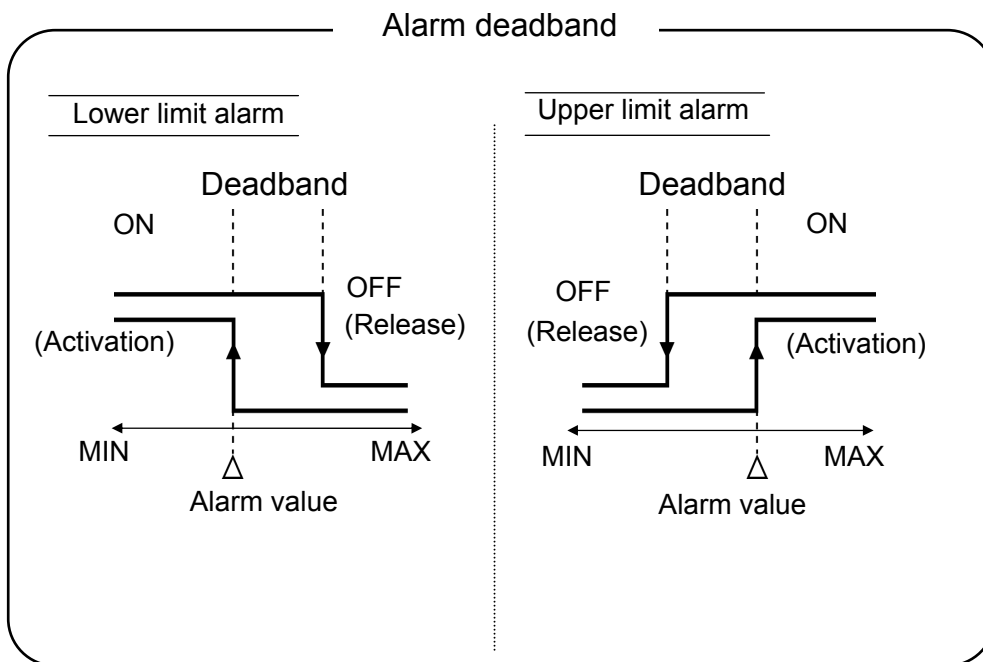 Alarm deadband
Lower limit alarm
Deadband
ON
OFF
(Release)
(Activation)
MIN
MAX
Alarm value
Upper limit alarm
Deadband
ON
OFF
(Release)
(Activation)
MIN
MAX
Alarm value